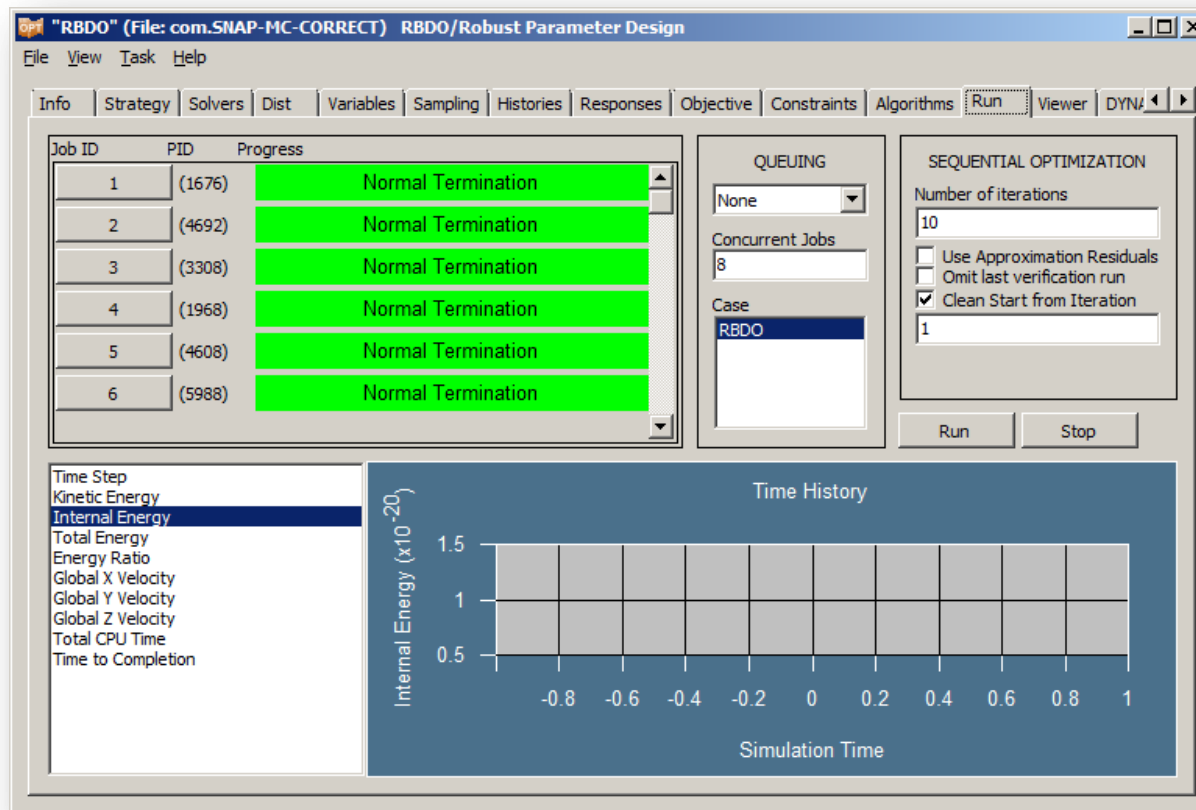 OPT "RBDO" (File: com.SNAP-MC-CORRECT) RBDO/Robust Parameter Design
File View Task Help
Info Strategy Solvers Dist Variables Sampling Histories Responses Objective Constraints Algorithms Run Viewer DYNA
Job ID PID Progress
1 (1676) Normal Termination
2 (4692) Normal Termination
3 (3308) Normal Termination
4 (1968) Normal Termination
5 (4608) Normal Termination
6 (5988) Normal Termination
QUEUING
None
Concurrent Jobs
8
Case
RBDO
SEQUENTIAL OPTIMIZATION
Number of iterations
10
Use Approximation Residuals
Omit last verification run
Clean Start from Iteration
1
Run Stop
Time Step
Kinetic Energy
Internal Energy
Total Energy
Energy Ratio
Global X Velocity
Global Y Velocity
Global Z Velocity
Total CPU Time
Time to Completion
Time History
Internal Energy (x10^-20)
1.5
1
0.5
-0.8 -0.6 -0.4 -0.2 0 0.2 0.4 0.6 0.8 1
Simulation Time